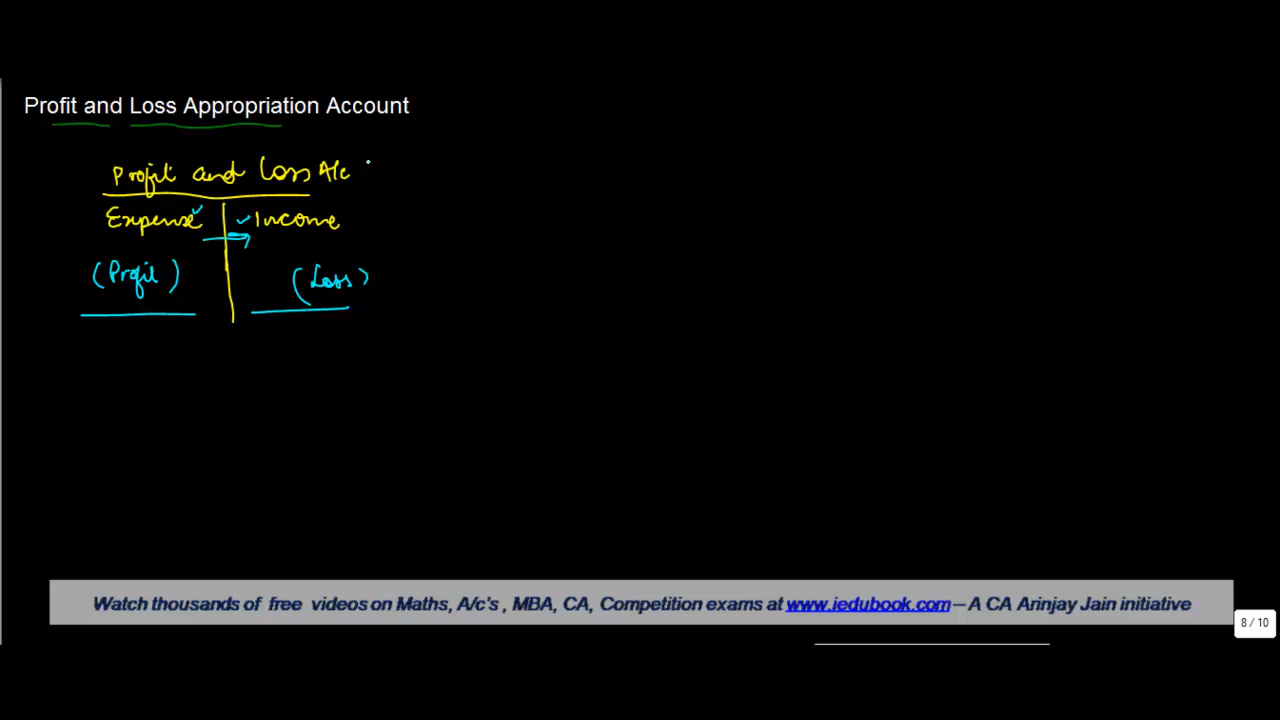 Profit and Loss Appropriation Account
Profit and Loss A/c
Expense Income
(Profit) (Loss)
Watch thousands of free videos on Maths, A/c's , MBA, CA, Competition exams at www.iedubook.com – A CA Arinjay Jain initiative
8 / 10